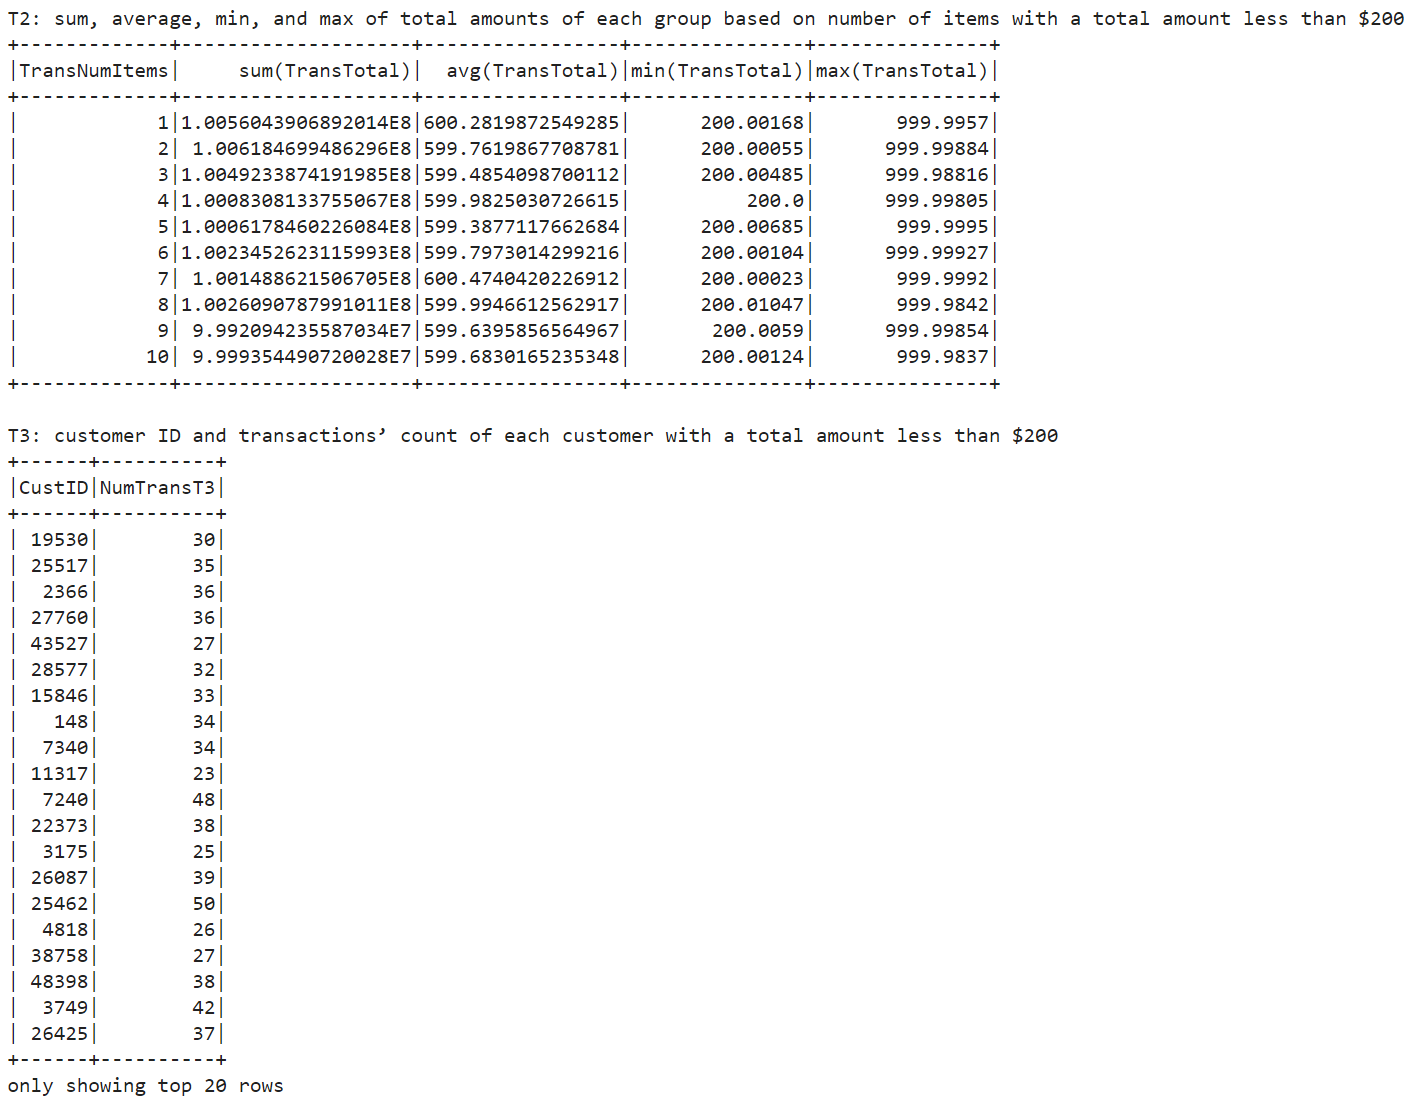 T2: sum, average, min, and max of total amounts of each group based on number of items with a total amount less than $200
+-------------+--------------------+-----------------+---------------+---------------+
|TransNumItems|     sum(TransTotal)|  avg(TransTotal)|min(TransTotal)|max(TransTotal)|
+-------------+--------------------+-----------------+---------------+---------------+
|            1|1.0056043906892014E8|600.2819872549285|      200.00168|       999.9957|
|            2| 1.006184699486296E8|599.7619867708781|      200.00055|      999.99884|
|            3|1.0049233874191985E8|599.4854098700112|      200.00485|      999.98816|
|            4|1.0008308133755067E8|599.9825030726615|          200.0|      999.99805|
|            5|1.0006178460226084E8|599.3877117662684|      200.00685|       999.9995|
|            6|1.0023452623115993E8|599.7973014299216|      200.00104|      999.99927|
|            7| 1.001488621506705E8|600.4740420226912|      200.00023|       999.9992|
|            8|1.0026090787991011E8|599.9946612562917|      200.01047|       999.9842|
|            9| 9.992094235587034E7|599.6395856564967|       200.0059|      999.99854|
|           10| 9.999354490720028E7|599.6830165235348|      200.00124|       999.9837|
+-------------+--------------------+-----------------+---------------+---------------+
T3: customer ID and transactions’ count of each customer with a total amount less than $200
+------+----------+
|CustID|NumTransT3|
+------+----------+
| 19530|        30|
| 25517|        35|
|  2366|        36|
| 27760|        36|
| 43527|        27|
| 28577|        32|
| 15846|        33|
|   148|        34|
|  7340|        34|
| 11317|        23|
|  7240|        48|
| 22373|        38|
|  3175|        25|
| 26087|        39|
| 25462|        50|
|  4818|        26|
| 38758|        27|
| 48398|        38|
|  3749|        42|
| 26425|        37|
+------+----------+
only showing top 20 rows